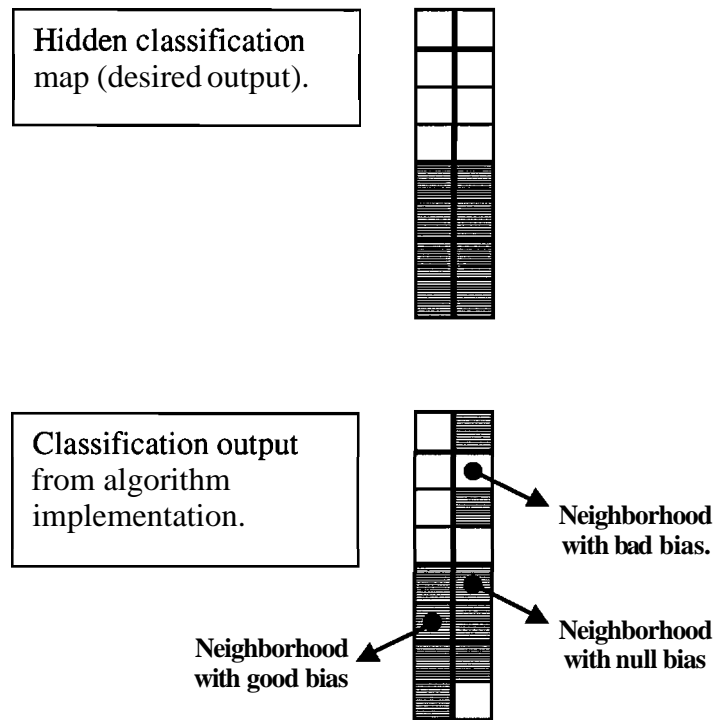 Hidden classification
map (desired output).
Classification output
from algorithm
implementation.
Neighborhood
with bad bias.
Neighborhood
with null bias
Neighborhood
with good bias